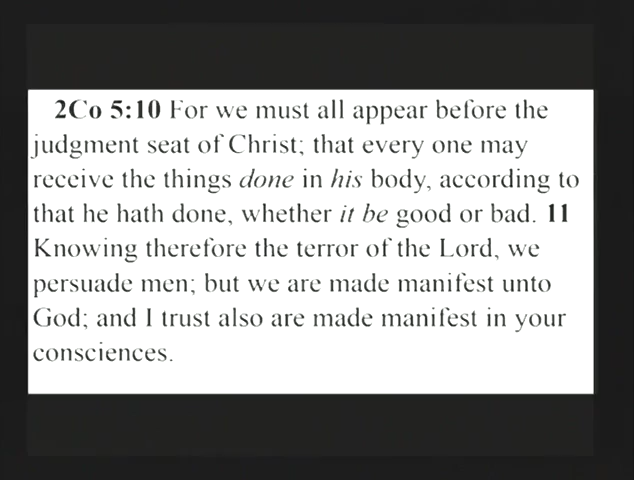 2Co 5:10 For we must all appear before the
judgment seat of Christ; that every one may
receive the things done in his body, according to
that he hath done, whether it be good or bad. 11
Knowing therefore the terror of the Lord, we
persuade men; but we are made manifest unto
God; and I trust also are made manifest in your
consciences.